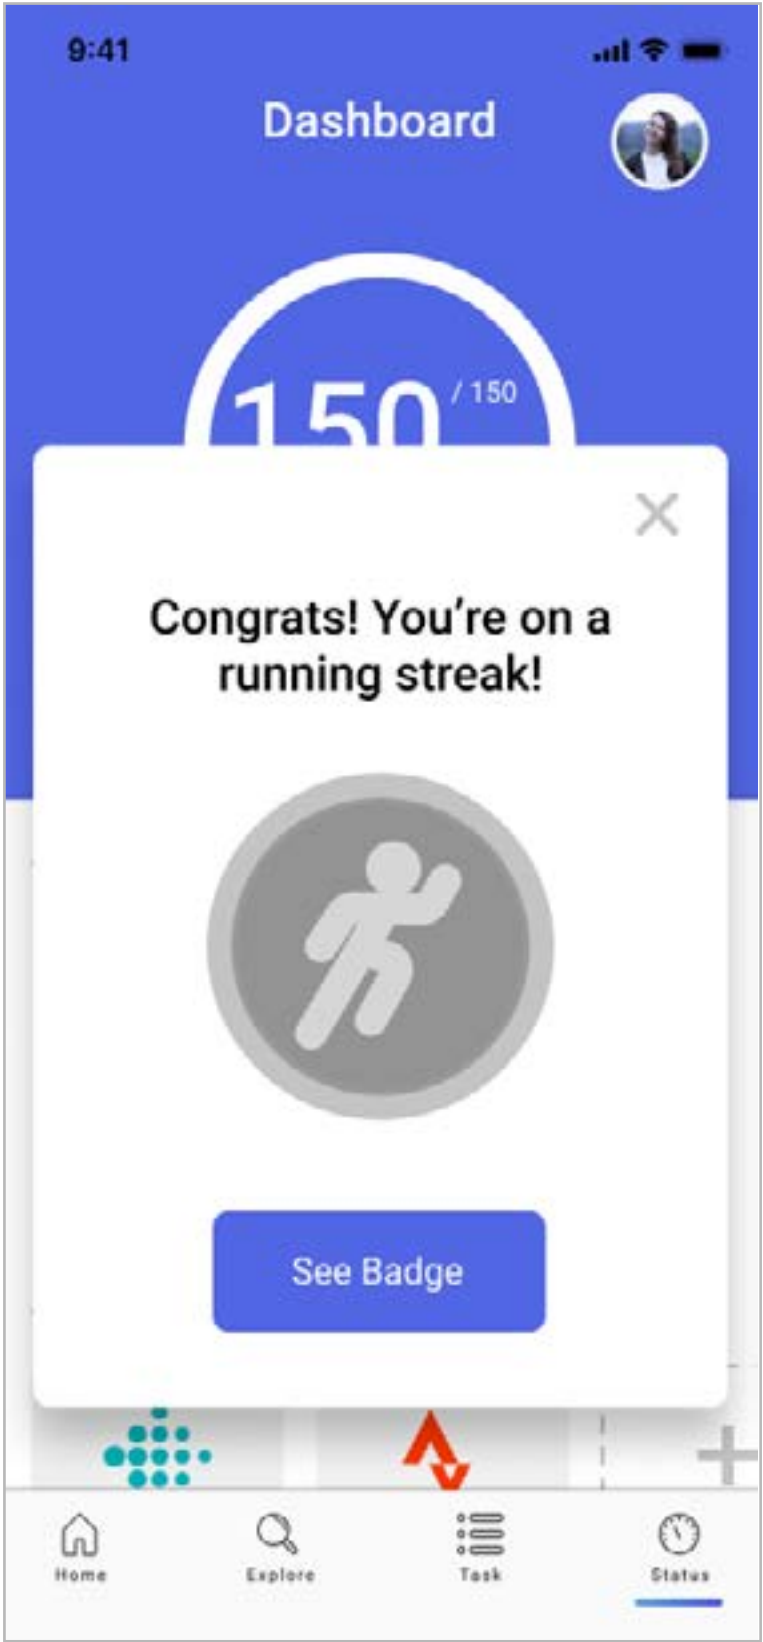 9:41
Dashboard
150 / 150
Congrats! You’re on a
running streak!
See Badge
Home Explore Task Status